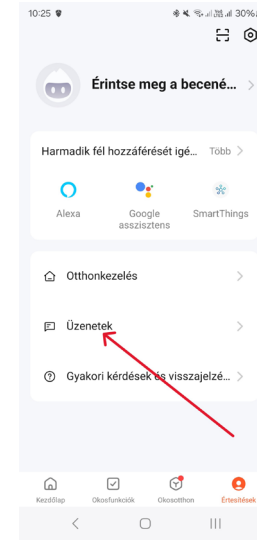 10:25
30%
Érintse meg a becené...
Harmadik fél hozzáférését igé... Több
Alexa
Google asszisztens
SmartThings
Otthonkezelés
Üzenetek
Gyakori kérdések és visszajelzé...
Kezdőlap
Okosfunkciók
Okosotthon
Értesítések